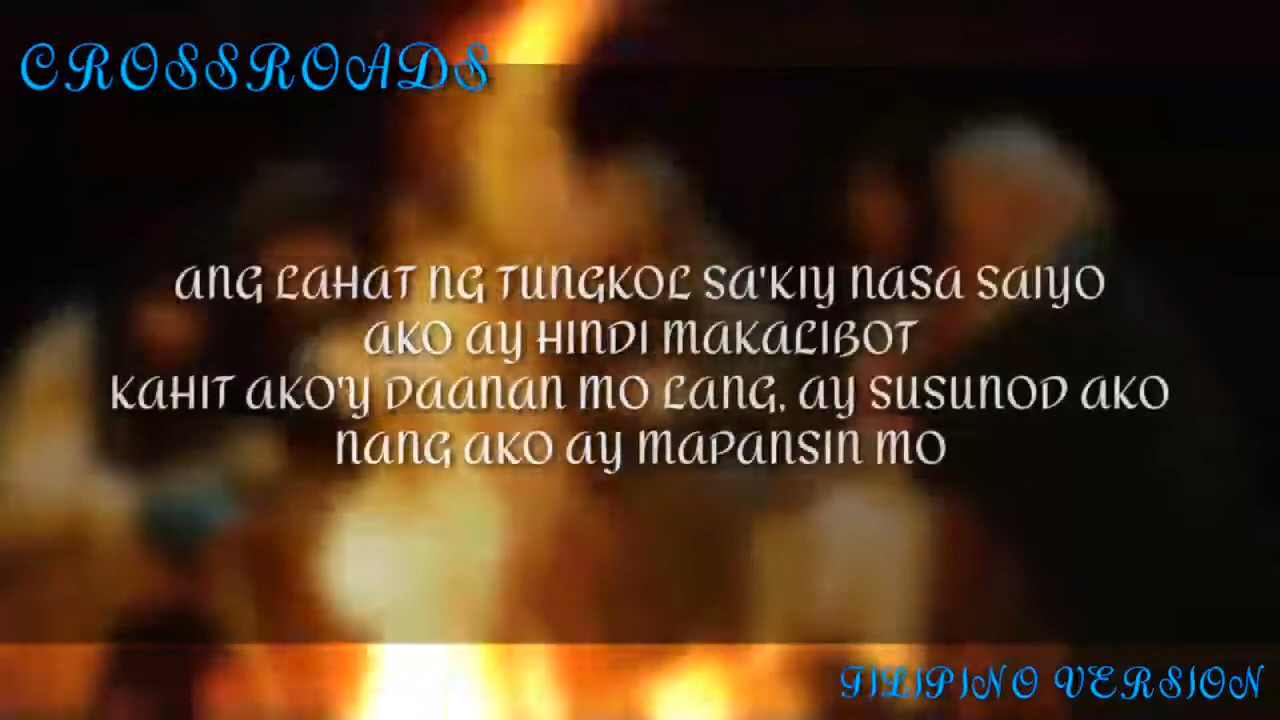 CROSSROADS
ANG LAHAT NG TUNGKOL SA'KIY NASA SAIYO
AKO AY HINDI MAKALIBOT
KAHIT AKO'Y DAANAN MO LANG, AY SUSUNOD AKO
NANG AKO AY MAPANSIN MO
FILIPINO VERSION